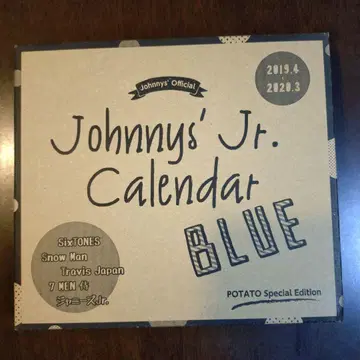 Johnnys' Official
2019.4
-
2020.3
Johnnys' Jr.
Calendar
BLUE
SixTONES
Snow Man
Travis Japan
7 MEN 侍
ジャニーズJr.
POTATO Special Edition